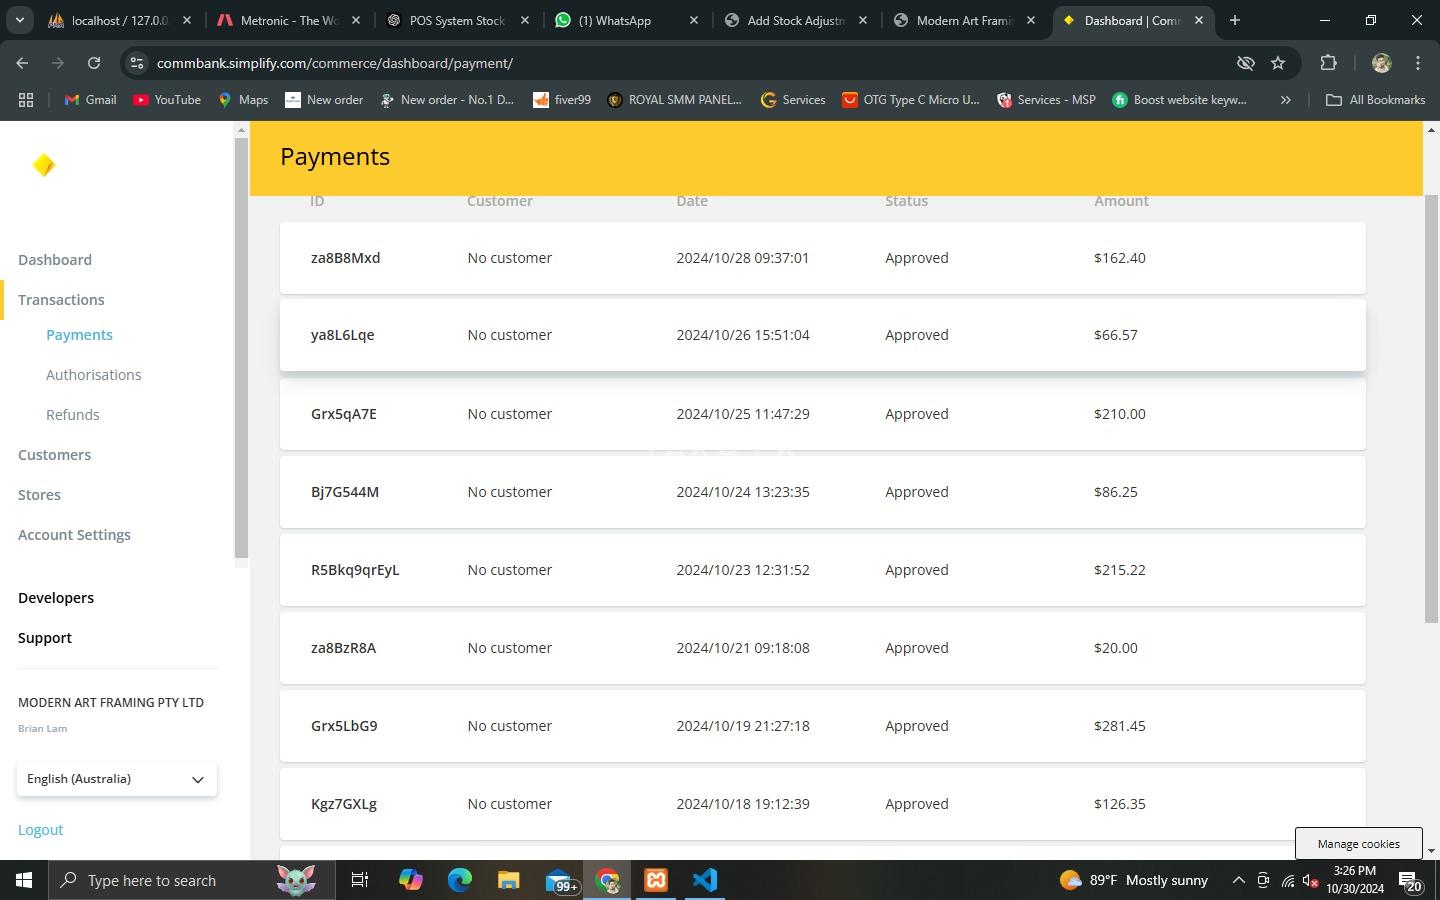 localhost / 127.0.0.
Metronic - The Wo
POS System Stock
(1) WhatsApp
Add Stock Adjustm
Modern Art Framin
Dashboard | Comm
commbank.simplify.com/commerce/dashboard/payment/
Gmail
YouTube
Maps
New order
New order - No.1 D...
fiver99
ROYAL SMM PANEL...
Services
OTG Type C Micro U...
Services - MSP
Boost website keyw...
All Bookmarks
Payments
Dashboard
Transactions
Payments
Authorisations
Refunds
Customers
Stores
Account Settings
Developers
Support
MODERN ART FRAMING PTY LTD
Brian Lam
English (Australia)
Logout
ID Customer Date Status Amount
za8B8Mxd No customer 2024/10/28 09:37:01 Approved $162.40
ya8L6Lqe No customer 2024/10/26 15:51:04 Approved $66.57
Grx5qA7E No customer 2024/10/25 11:47:29 Approved $210.00
Bj7G544M No customer 2024/10/24 13:23:35 Approved $86.25
R5Bkq9qrEyL No customer 2024/10/23 12:31:52 Approved $215.22
za8BzR8A No customer 2024/10/21 09:18:08 Approved $20.00
Grx5LbG9 No customer 2024/10/19 21:27:18 Approved $281.45
Kgz7GXLg No customer 2024/10/18 19:12:39 Approved $126.35
Manage cookies
Type here to search
99+
89°F Mostly sunny
3:26 PM
10/30/2024
20